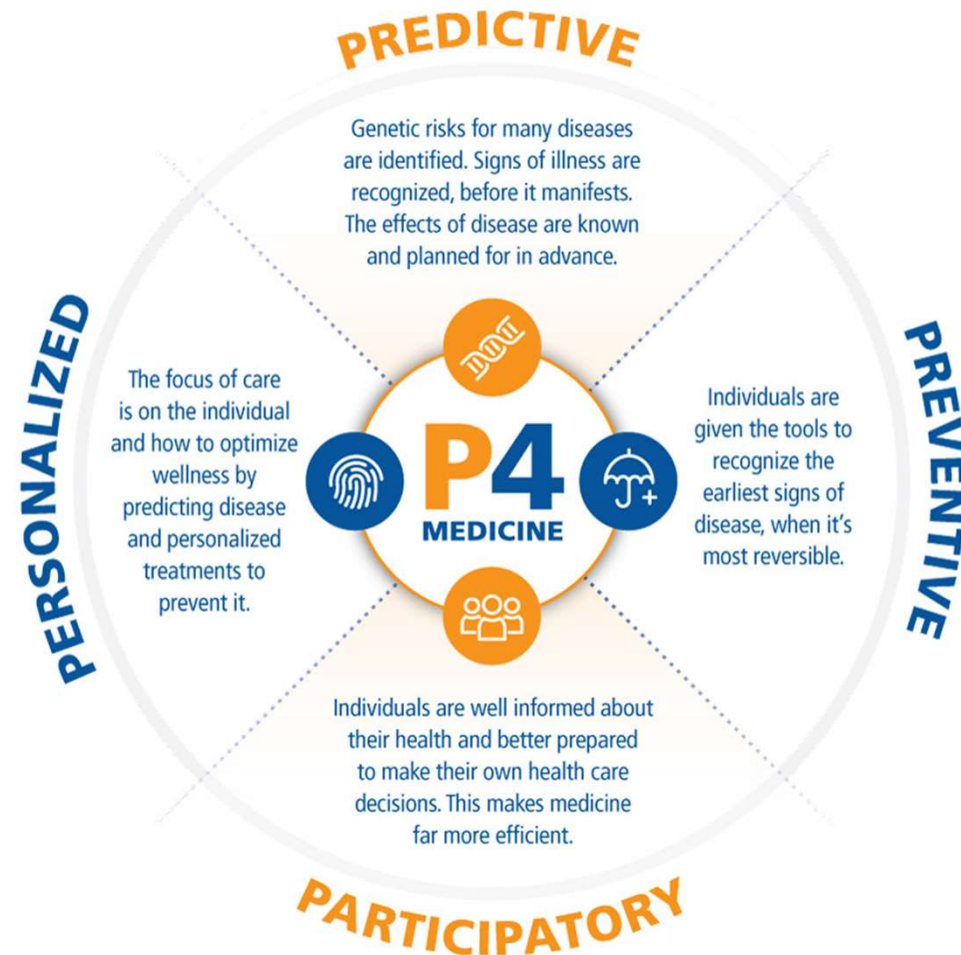 PREDICTIVE
Genetic risks for many diseases
are identified. Signs of illness are
recognized, before it manifests.
The effects of disease are known
and planned for in advance.
PERSONALIZED
The focus of care
is on the individual
and how to optimize
wellness by
predicting disease
and personalized
treatments to
prevent it.
P4
MEDICINE
PREVENTIVE
Individuals are
given the tools to
recognize the
earliest signs of
disease, when it's
most reversible.
Individuals are well informed about
their health and better prepared
to make their own health care
decisions. This makes medicine
far more efficient.
PARTICIPATORY